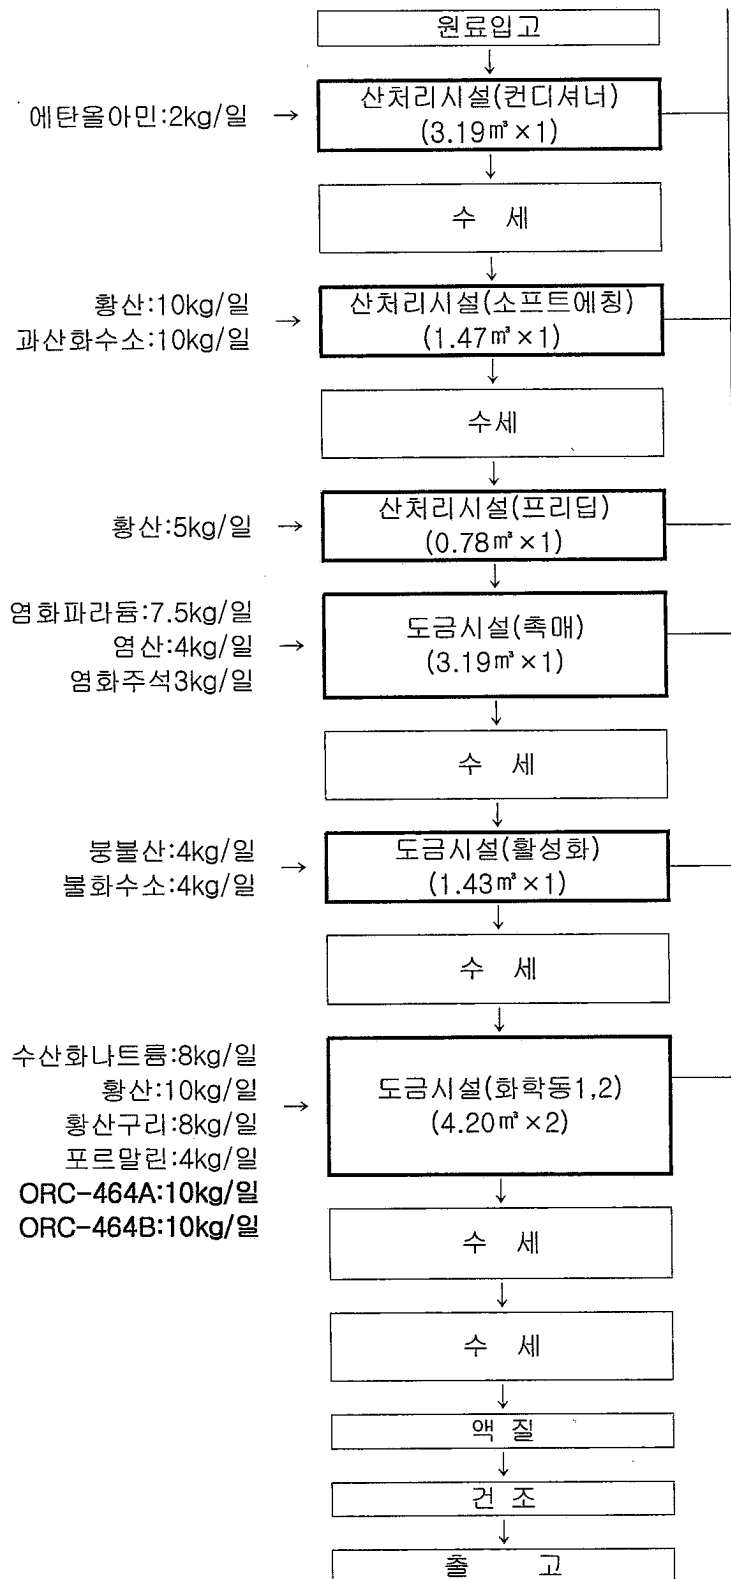 원료입고
에탄올아민:2kg/일
산처리시설(컨디셔너)
(3.19㎥×1)
수 세
황산:10kg/일
과산화수소:10kg/일
산처리시설(소프트에칭)
(1.47㎥×1)
수세
황산:5kg/일
산처리시설(프리딥)
(0.78㎥×1)
염화파라듐:7.5kg/일
염산:4kg/일
염화주석3kg/일
도금시설(촉매)
(3.19㎥×1)
수 세
붕불산:4kg/일
불화수소:4kg/일
도금시설(활성화)
(1.43㎥×1)
수 세
수산화나트륨:8kg/일
황산:10kg/일
황산구리:8kg/일
포르말린:4kg/일
ORC-464A:10kg/일
ORC-464B:10kg/일
도금시설(화학동1,2)
(4.20㎥×2)
수 세
수 세
액 질
건 조
출 고